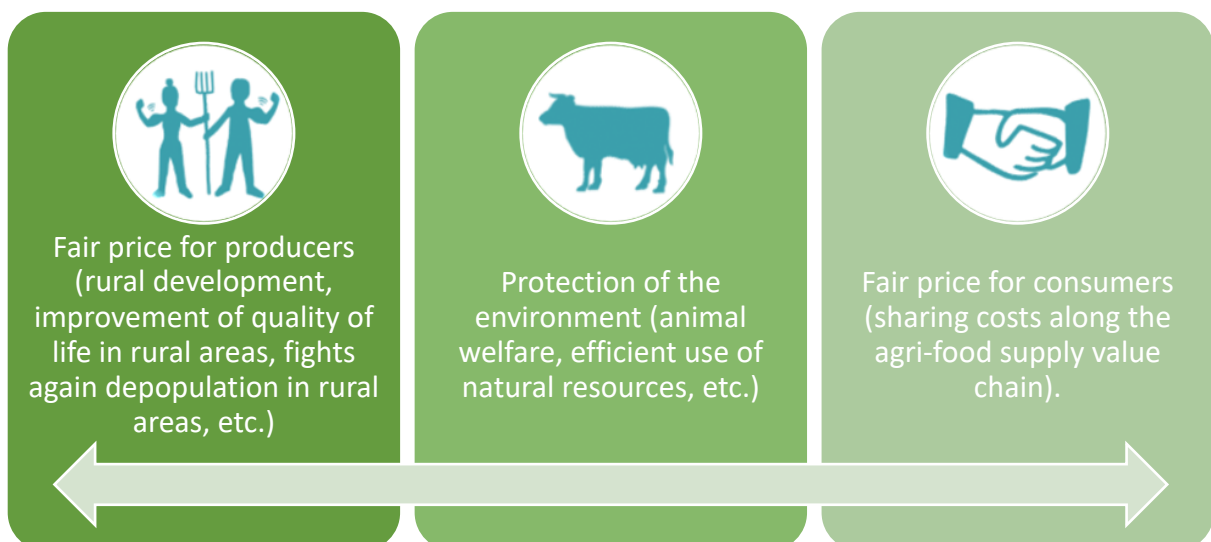 Fair price for producers
(rural development,
improvement of quality of
life in rural areas, fights
again depopulation in rural
areas, etc.)
Protection of the
environment (animal
welfare, efficient use of
natural resources, etc.)
Fair price for consumers
(sharing costs along the
agri-food supply value
chain).